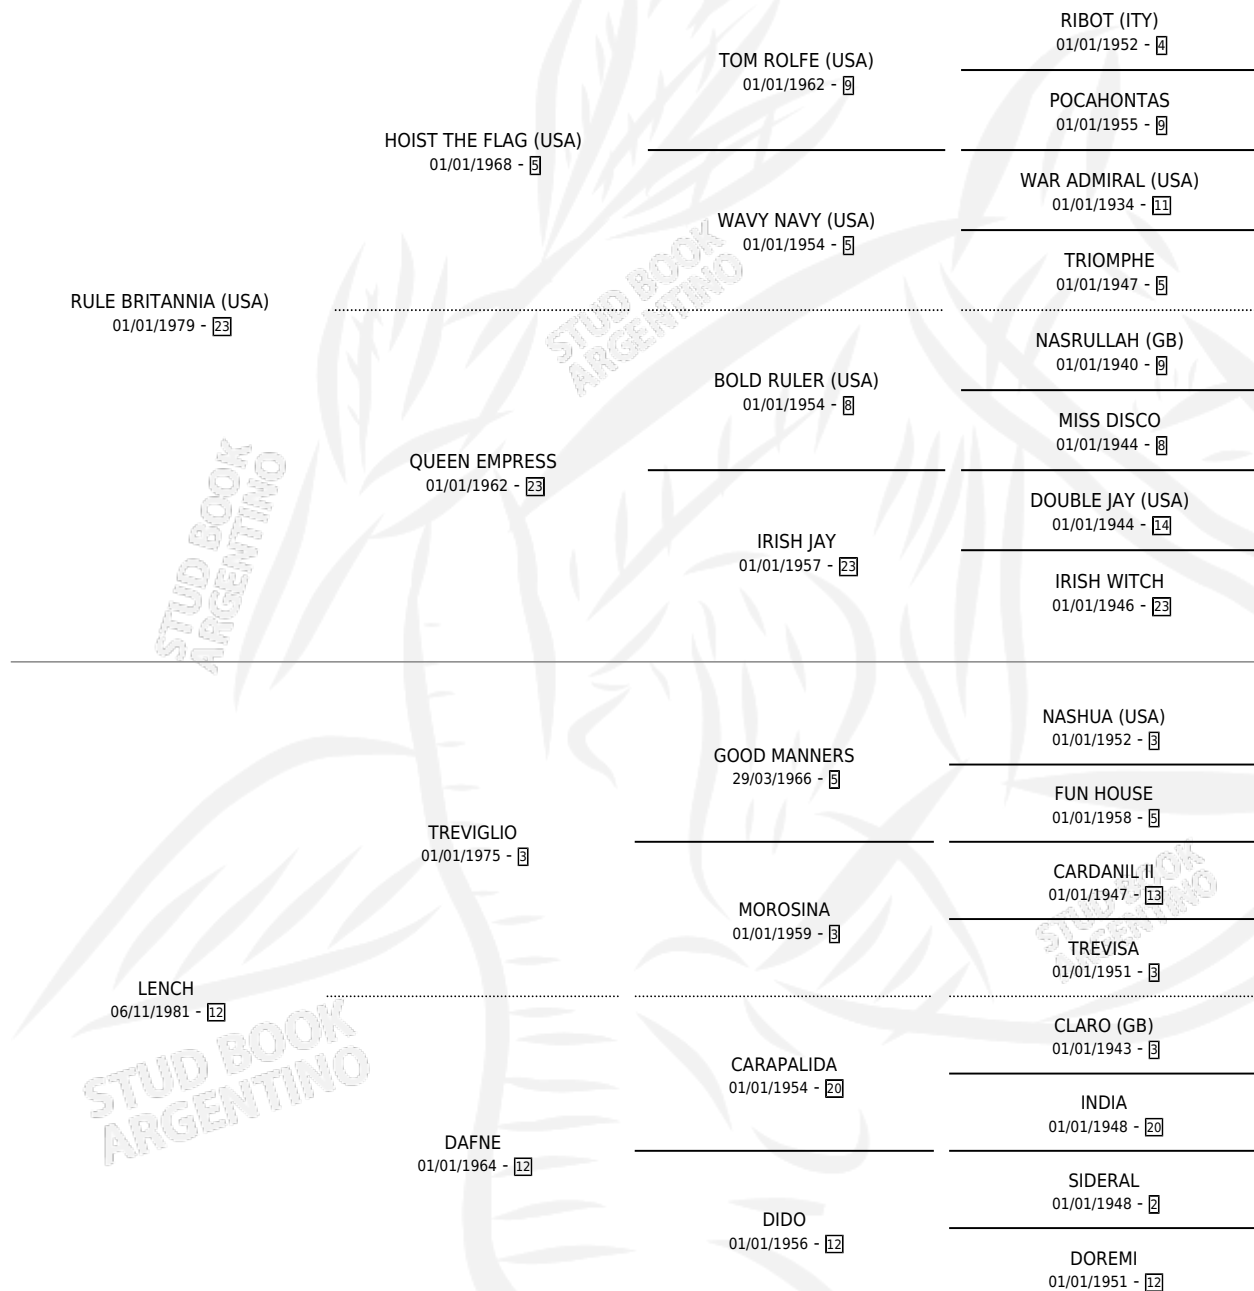 RIBOT (ITY)
01/01/1952 - 4
TOM ROLFE (USA)
01/01/1962 - 9
POCAHONTAS
01/01/1955 - 9
HOIST THE FLAG (USA)
01/01/1968 - 5
WAR ADMIRAL (USA)
01/01/1934 - 11
WAVY NAVY (USA)
01/01/1954 - 5
TRIOMPHE
01/01/1947 - 5
RULE BRITANNIA (USA)
01/01/1979 - 23
STUD BOOK
ARGENTINO
NASRULLAH (GB)
01/01/1940 - 9
BOLD RULER (USA)
01/01/1954 - 8
MISS DISCO
01/01/1944 - 8
QUEEN EMPRESS
01/01/1962 - 23
DOUBLE JAY (USA)
01/01/1944 - 14
IRISH JAY
01/01/1957 - 23
IRISH WITCH
01/01/1946 - 23
STUD BOOK
ARGENTINO
NASHUA (USA)
01/01/1952 - 3
GOOD MANNERS
29/03/1966 - 5
FUN HOUSE
01/01/1958 - 5
TREVIGLIO
01/01/1975 - 3
CARDANIL II
01/01/1947 - 13
MOROSINA
01/01/1959 - 3
STUD BOOK
ARGENTINO
TREVISA
01/01/1951 - 3
LENCH
06/11/1981 - 12
CLARO (GB)
01/01/1943 - 3
STUD BOOK
ARGENTINO
CARAPALIDA
01/01/1954 - 20
INDIA
01/01/1948 - 20
DAFNE
01/01/1964 - 12
SIDERAL
01/01/1948 - 2
DIDO
01/01/1956 - 12
DOREMI
01/01/1951 - 12